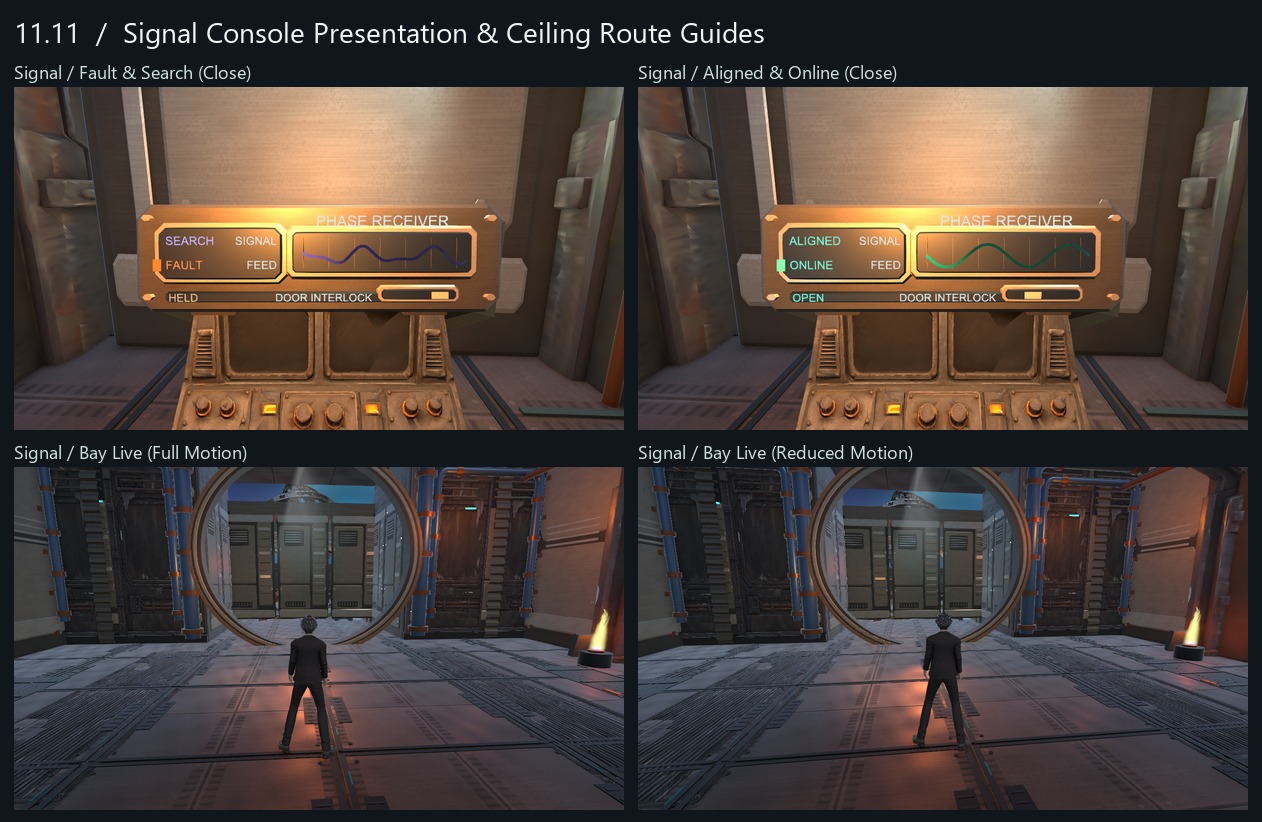 11.11 / Signal Console Presentation & Ceiling Route Guides
Signal / Fault & Search (Close)
Signal / Aligned & Online (Close)
PHASE RECEIVER
SEARCH SIGNAL
FAULT FEED
HELD DOOR INTERLOCK
PHASE RECEIVER
ALIGNED SIGNAL
ONLINE FEED
OPEN DOOR INTERLOCK
Signal / Bay Live (Full Motion)
Signal / Bay Live (Reduced Motion)